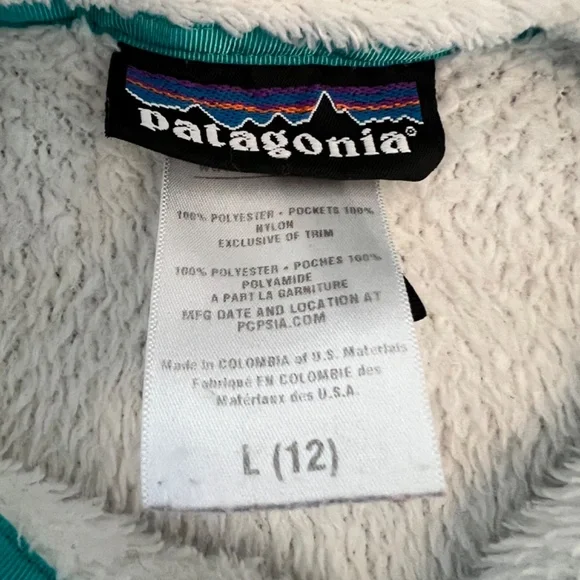 patagonia®
100% POLYESTER • POCKETS 100%
NYLON
EXCLUSIVE OF TRIM
100% POLYESTER • POCHES 100%
POLYAMIDE
A PART LA GARNITURE
MFG DATE AND LOCATION AT
PCPSIA.COM
Made in COLOMBIA of U.S. Materials
Fabriqué EN COLOMBIE des
Matériaux des U.S.A.
L (12)